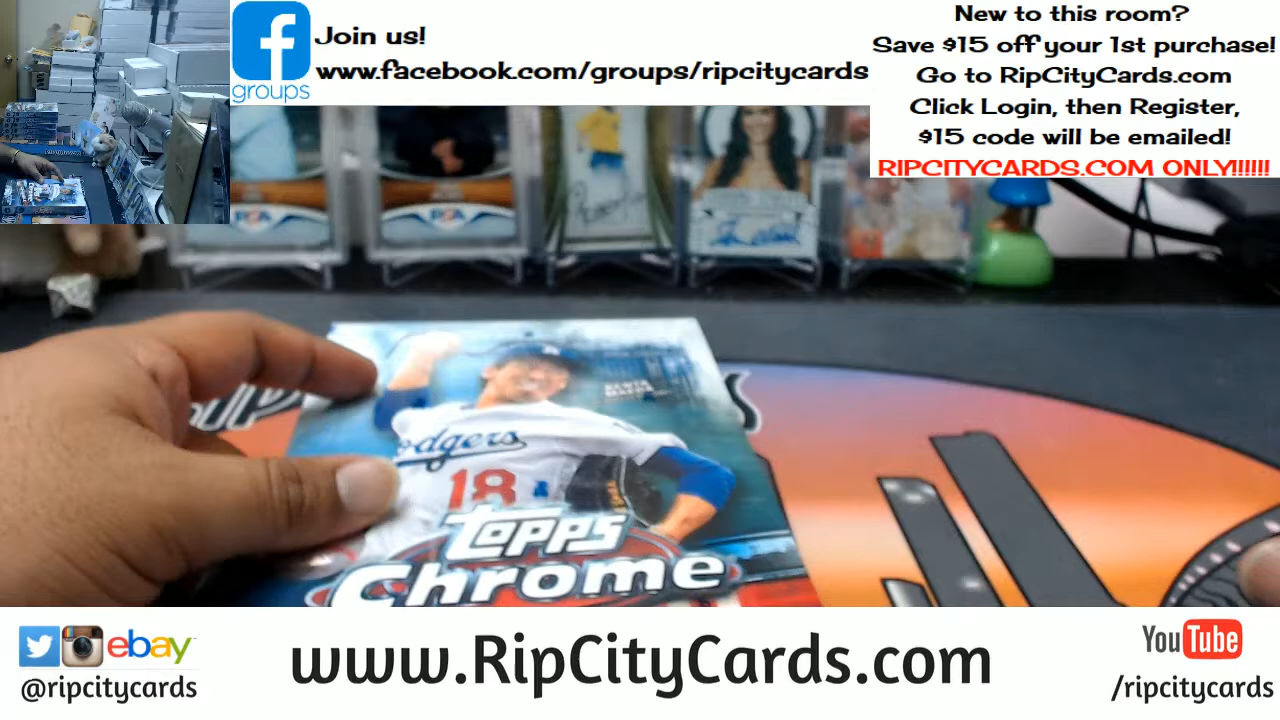 groups
Join us!
www.facebook.com/groups/ripcitycards
New to this room?
Save $15 off your 1st purchase!
Go to RipCityCards.com
Click Login, then Register,
$15 code will be emailed!
RIPCITYCARDS.COM ONLY!!!!!!
KENTA
MAEDA
Dodgers
18
TOPPS
Chrome
ebay
@ripcitycards
www.RipCityCards.com
YouTube
/ripcitycards